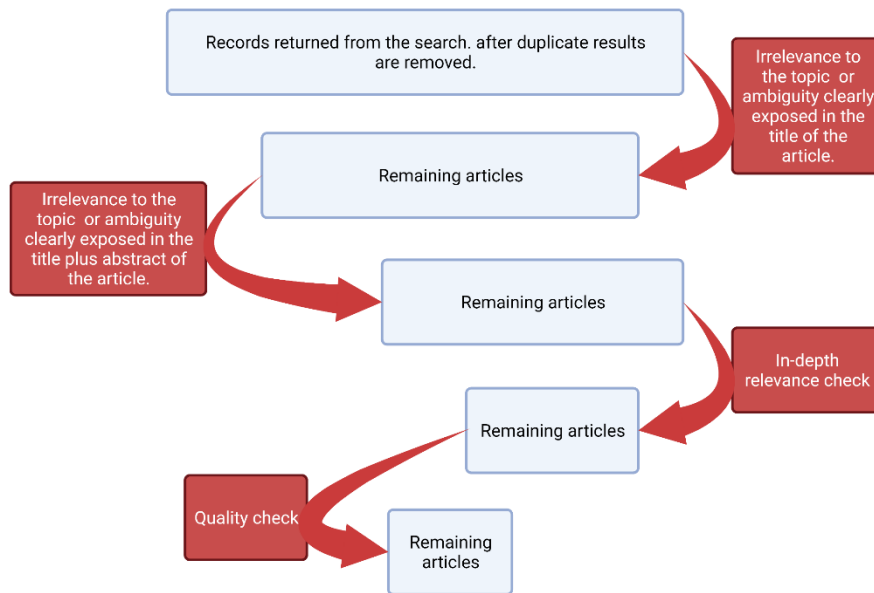 Records returned from the search. after duplicate results
are removed.
Irrelevance to
the topic or
ambiguity clearly
exposed in the
title of the
article.
Remaining articles
Irrelevance to the
topic or ambiguity
clearly exposed in the
title plus abstract of
the article.
Remaining articles
In-depth
relevance check
Remaining articles
Quality check
Remaining
articles